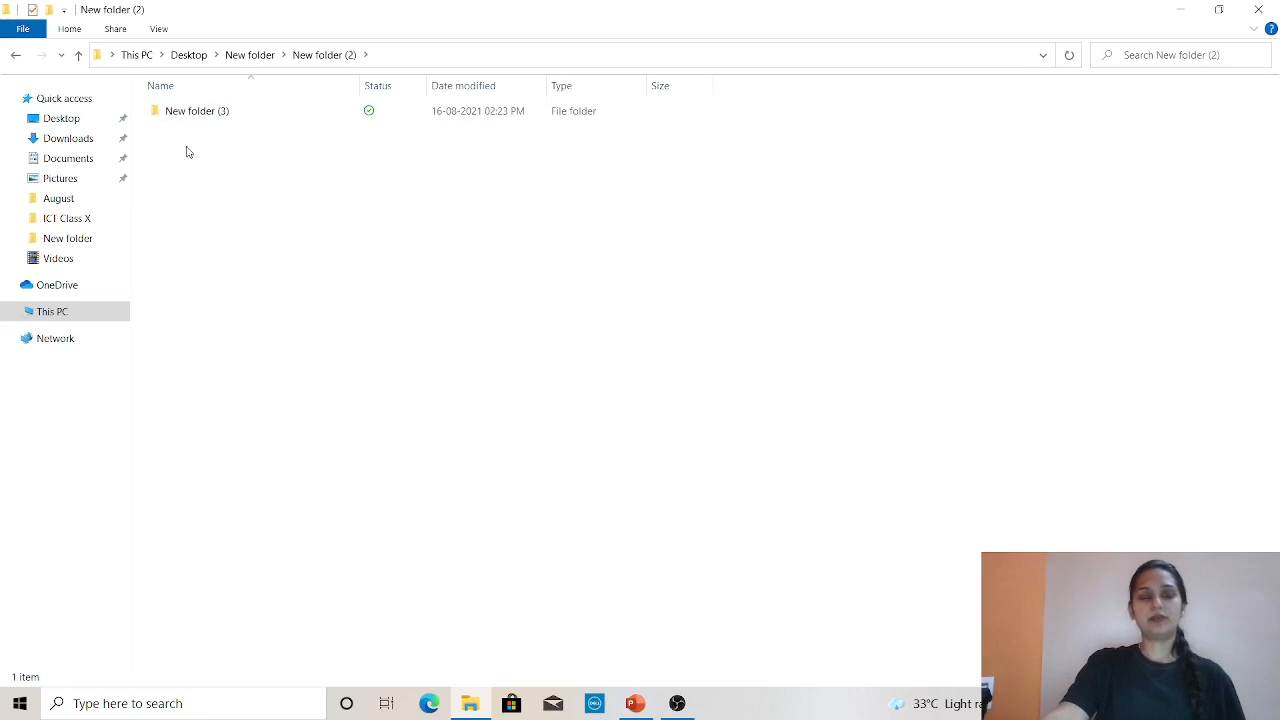 New folder (2)
File Home Share View
This PC Desktop New folder New folder (2) Search New folder (2)
Name Status Date modified Type Size
New folder (3) 16-08-2021 02:23 PM File folder
Quick access
Desktop
Downloads
Documents
Pictures
August
ICT Class X
New folder
Videos
OneDrive
This PC
Network
1 item
Type here to search DELL 33°C Light